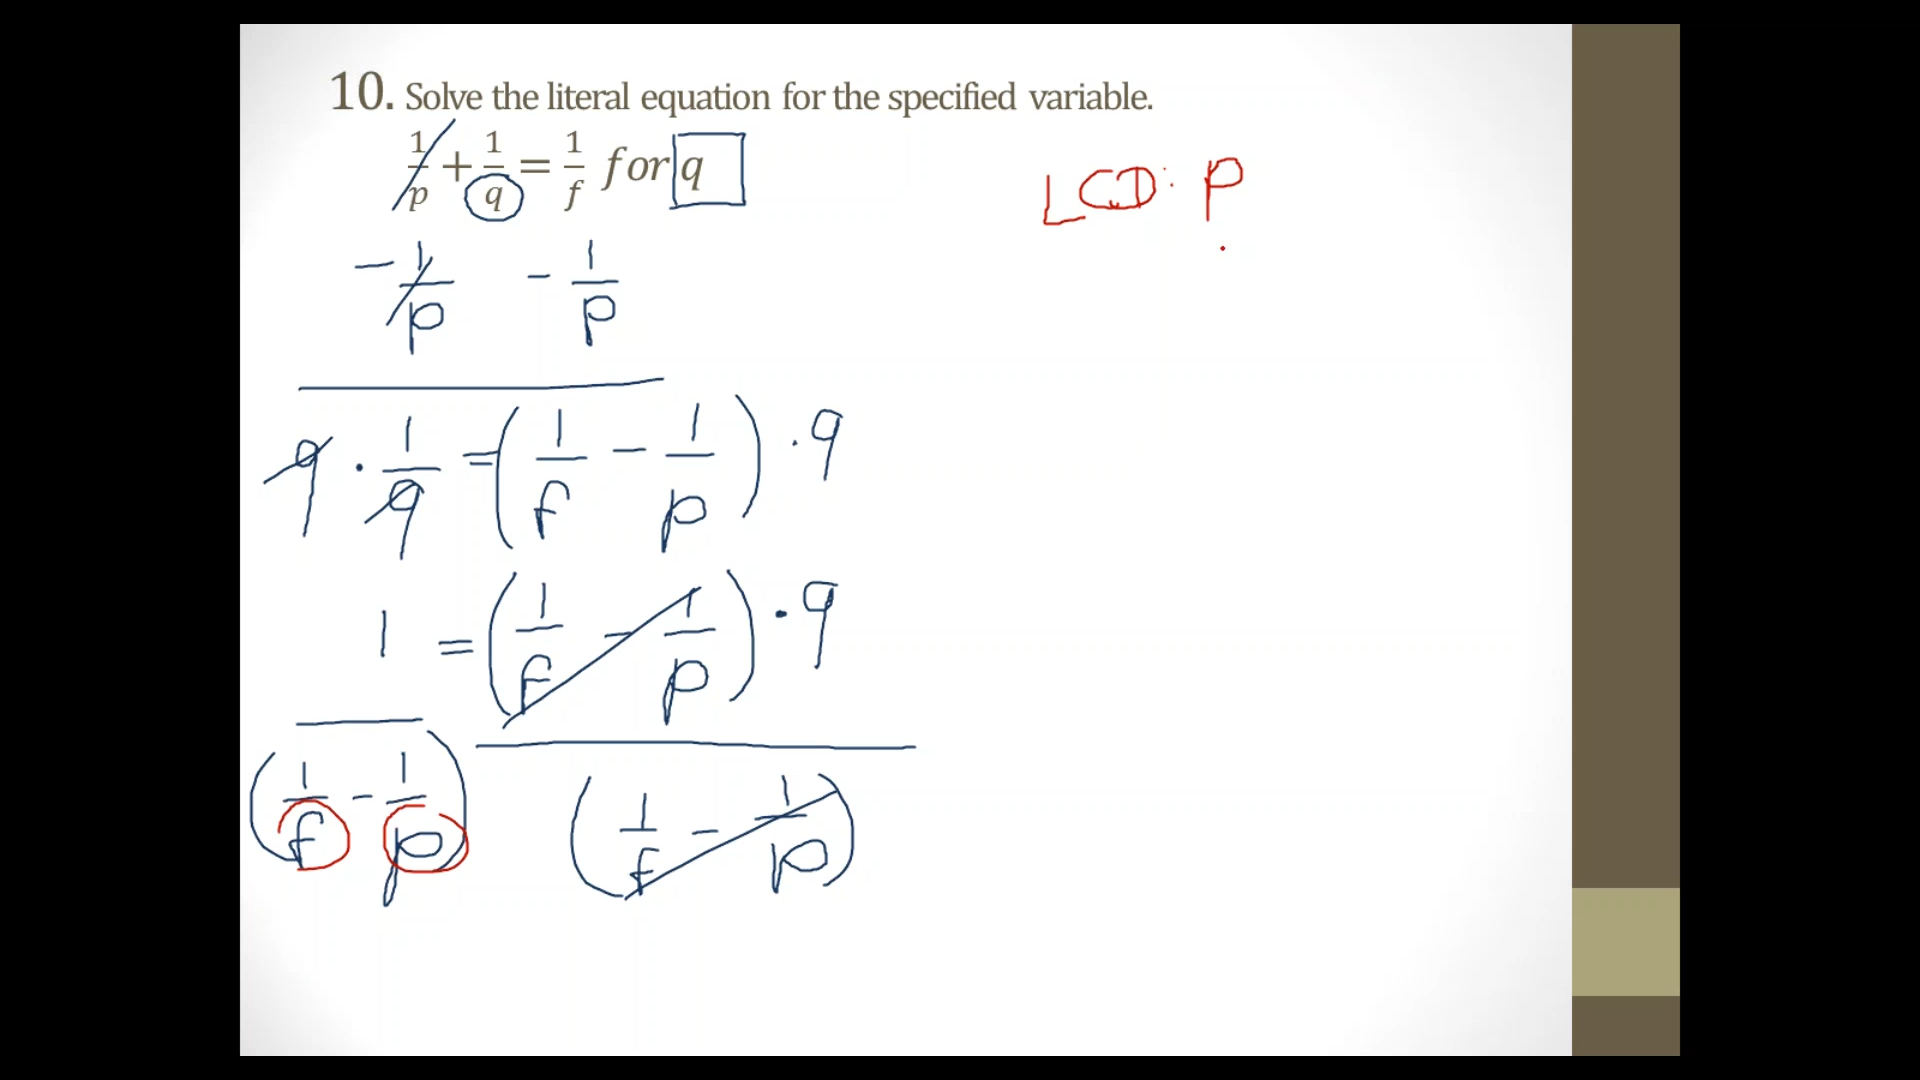 10. Solve the literal equation for the specified variable.
1/p + 1/q = 1/f for q
LCD: p
- 1/p - 1/p
q · 1/q = (1/f - 1/p) · q
1 = (1/f - 1/p) · q
(1/f - 1/p) (1/f - 1/p)